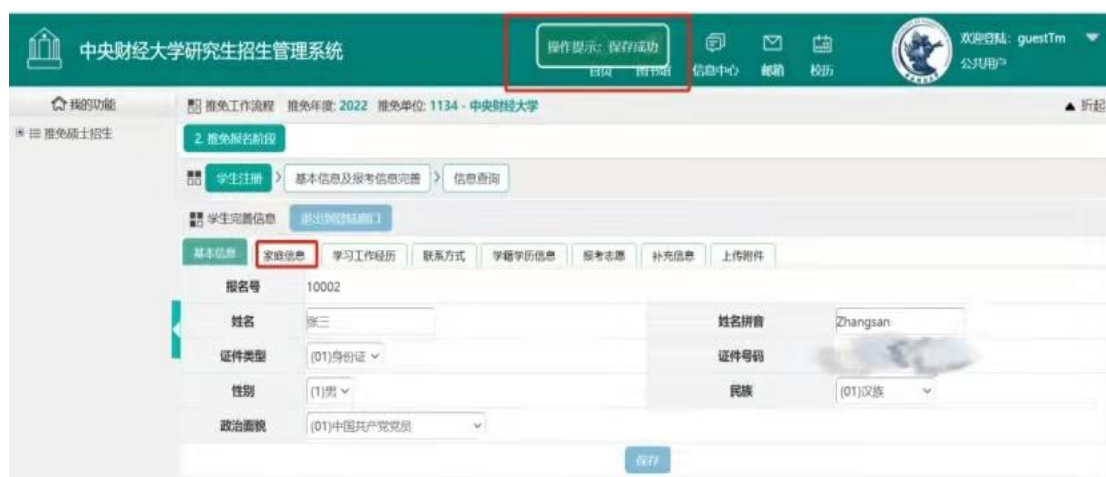 中央财经大学研究生招生管理系统
操作提示：保存成功
首页 图书馆 信息中心 邮箱 校历
欢迎登陆: guestTm
公共用户
我的功能
推免硕士招生
推免工作流程 推免年度: 2022 推免单位: 1134 - 中央财经大学
折起
2. 推免报名阶段
学生注册 基本信息及报考信息完善 信息查询
学生完善信息 退出到登陆窗口
基本信息 家庭信息 学习工作经历 联系方式 学籍学历信息 报考志愿 补充信息 上传附件
报名号 10002
姓名 张三 姓名拼音 Zhangsan
证件类型 (01)身份证 证件号码
性别 (1)男 民族 (01)汉族
政治面貌 (01)中国共产党党员
保存